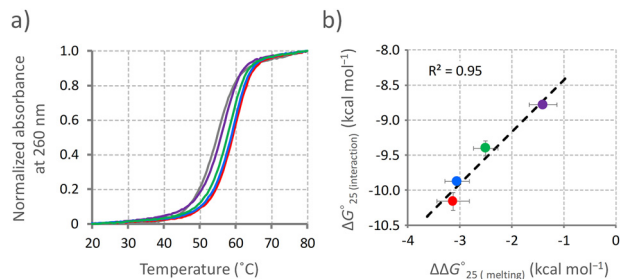 a)
Normalized absorbance
at 260 nm
1.0
0.8
0.6
0.4
0.2
0
20 30 40 50 60 70 80
Temperature (˚C)
b)
ΔG°25 (interaction) (kcal mol⁻¹)
-8.0
-8.5
-9.0
-9.5
-10.0
-10.5
R² = 0.95
-4 -3 -2 -1 0
ΔΔG°25 ( melting) (kcal mol⁻¹)